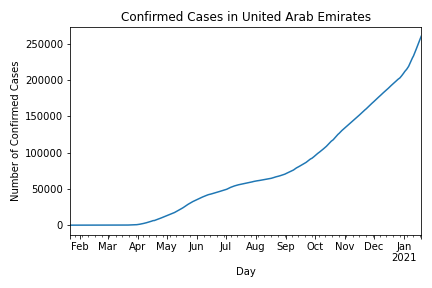 Confirmed Cases in United Arab Emirates
250000
200000
150000
100000
50000
0
Number of Confirmed Cases
Feb Mar Apr May Jun Jul Aug Sep Oct Nov Dec Jan
2021
Day